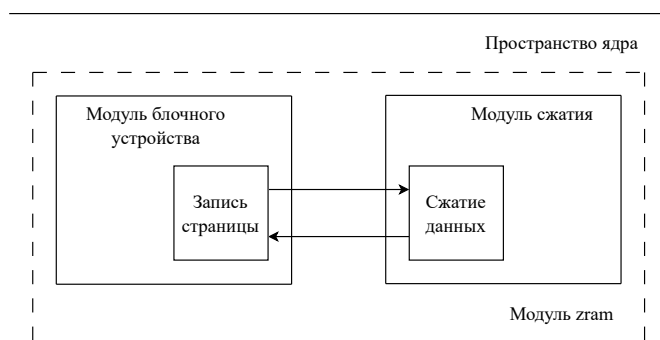 Пространство ядра
Модуль блочного
устройства
Модуль сжатия
Запись
страницы
Сжатие
данных
Модуль zram